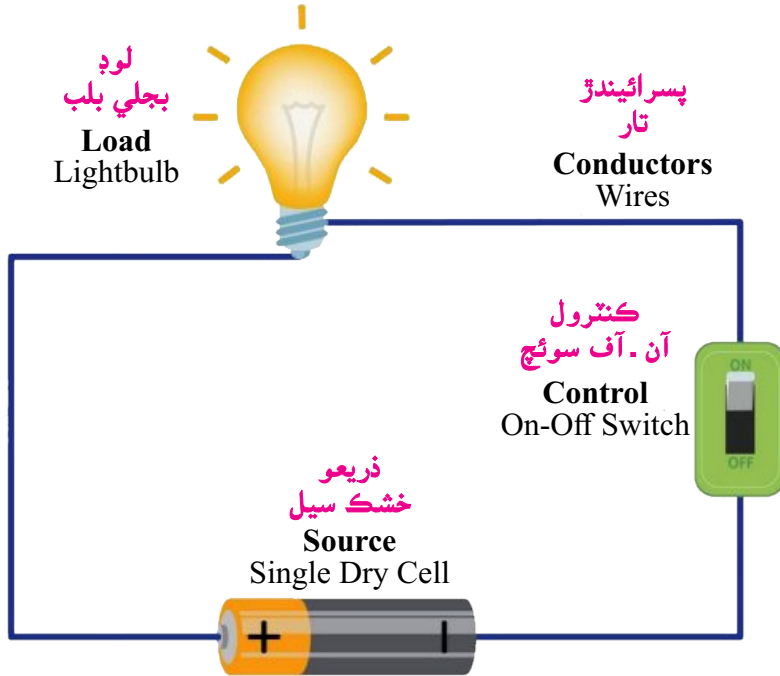 لوڊ
بجلي بلب
Load
Lightbulb
پسرائيندڙ
تار
Conductors
Wires
ڪنٽرول
آن ۔ آف سوئچ
Control
On-Off Switch
ON
OFF
ذريعو
خشڪ سيل
Source
Single Dry Cell
+
–